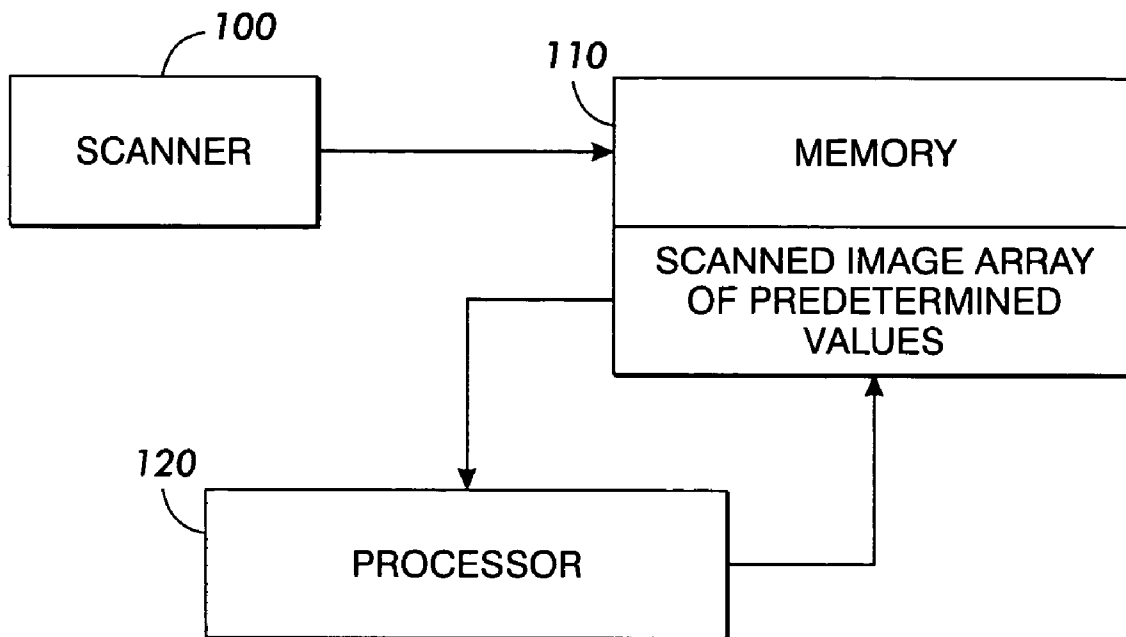 100
110
SCANNER
MEMORY
SCANNED IMAGE ARRAY
OF PREDETERMINED
VALUES
120
PROCESSOR